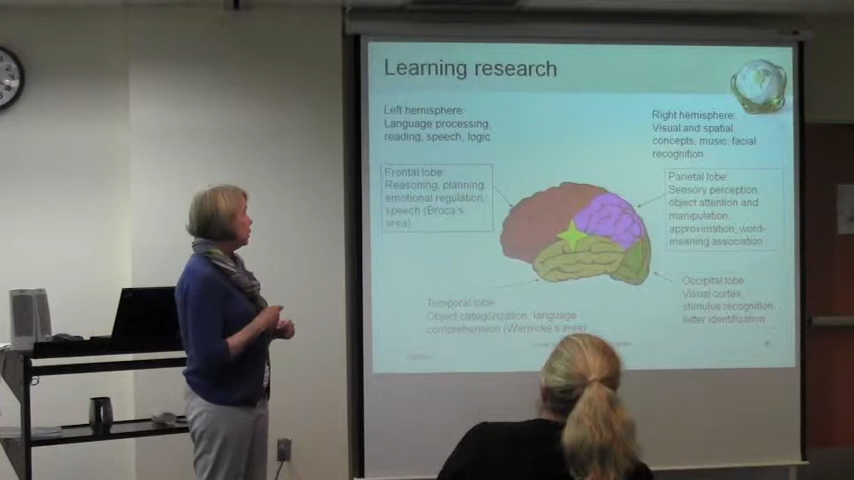 Learning research
Left hemisphere:
Language processing,
reading, speech, logic
Right hemisphere:
Visual and spatial
concepts, music, facial
recognition
Frontal lobe:
Reasoning, planning,
emotional regulation,
speech (Broca's
area)
Parietal lobe:
Sensory perception,
object attention and
manipulation,
approximation, word-
meaning association
Temporal lobe:
Object categorization, language
comprehension (Wernicke's area)
Occipital lobe:
Visual cortex,
stimulus recognition,
letter identification